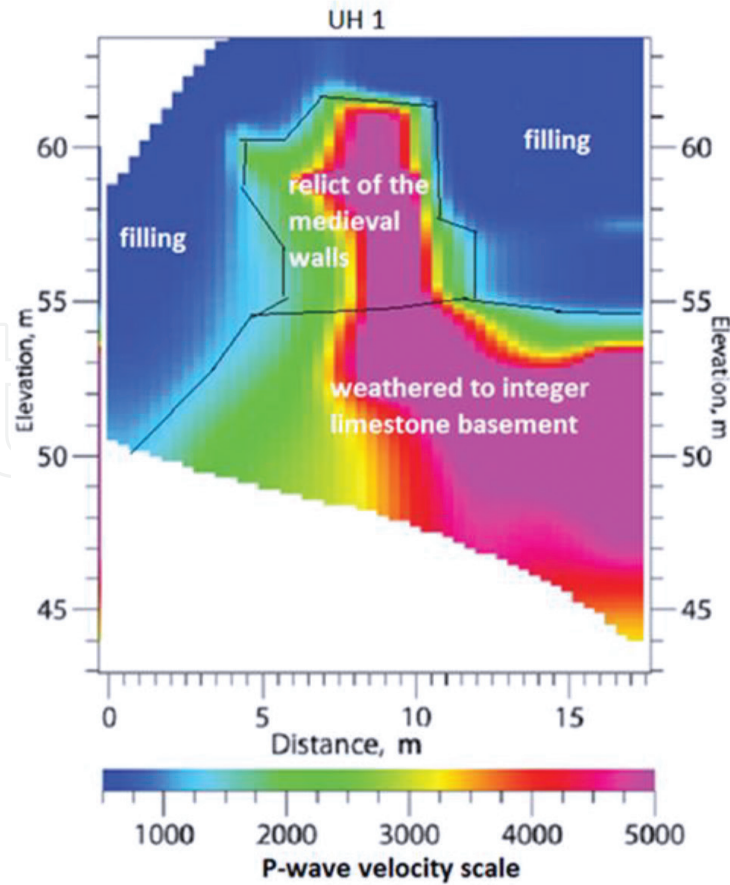 UH 1
60
55
50
45
Elevation, m
filling
filling
relict of the
medieval
walls
weathered to integer
limestone basement
60
55
50
45
Elevation, m
0 5 10 15
Distance, m
1000 2000 3000 4000 5000
P-wave velocity scale